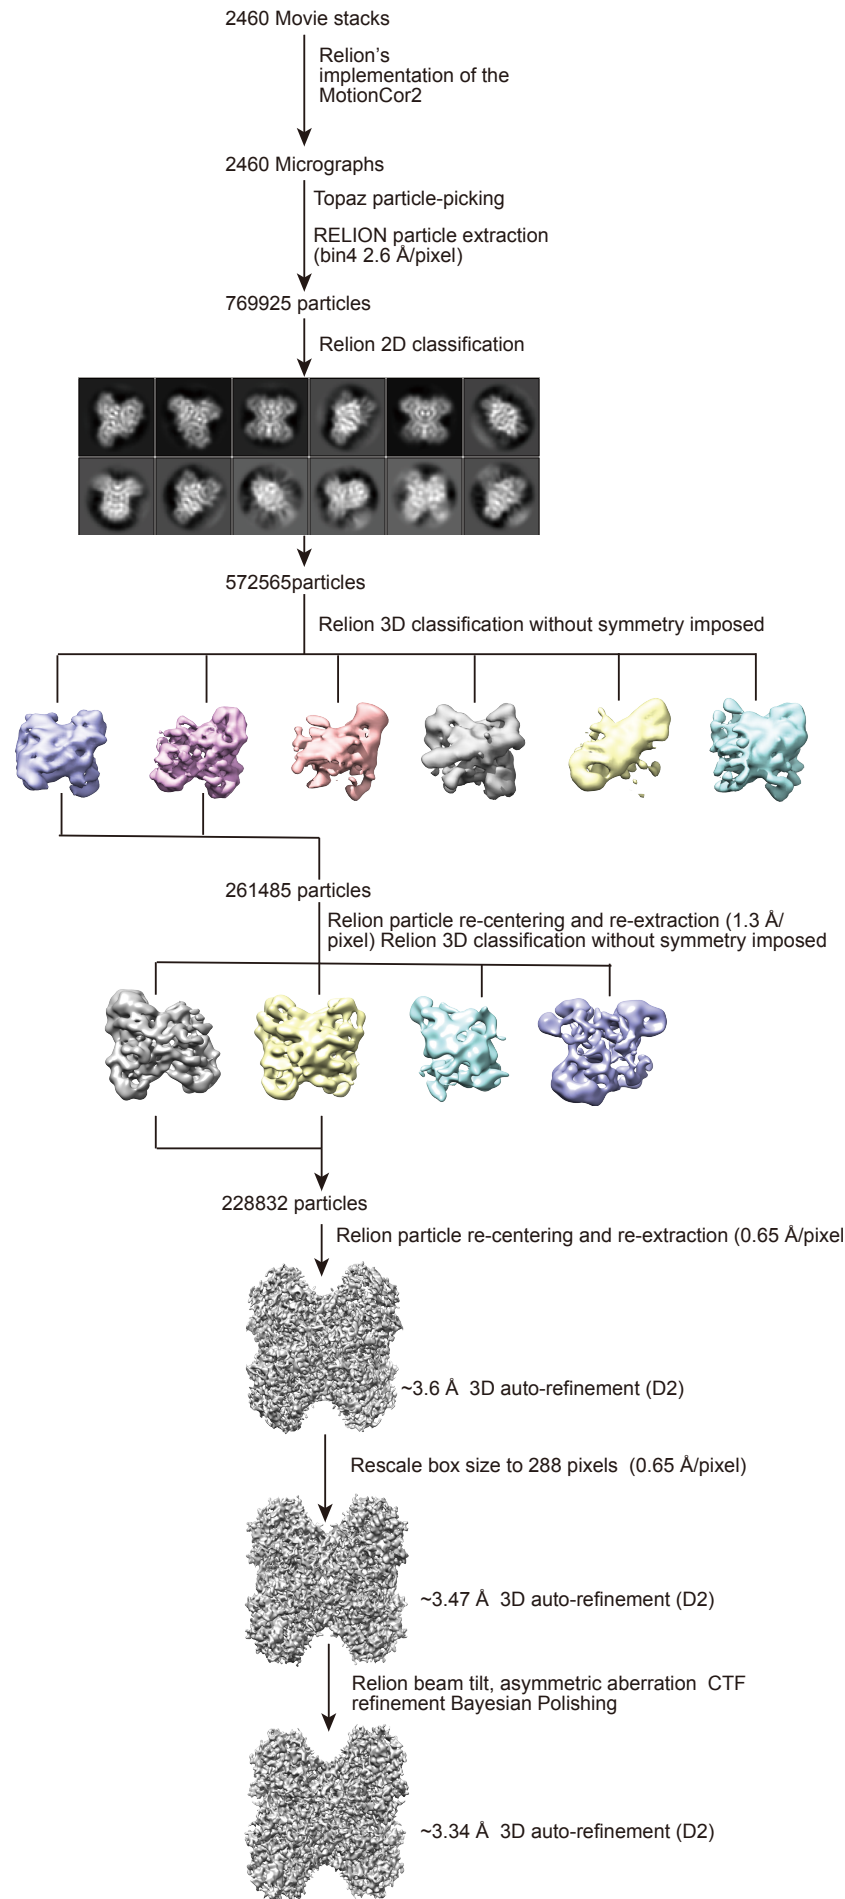 2460 Movie stacks
Relion’s
implementation of the
MotionCor2
2460 Micrographs
Topaz particle-picking
RELION particle extraction
(bin4 2.6 Å/pixel)
769925 particles
Relion 2D classification
572565particles
Relion 3D classification without symmetry imposed
261485 particles
Relion particle re-centering and re-extraction (1.3 Å/
pixel) Relion 3D classification without symmetry imposed
228832 particles
Relion particle re-centering and re-extraction (0.65 Å/pixel
~3.6 Å  3D auto-refinement (D2)
Rescale box size to 288 pixels  (0.65 Å/pixel)
~3.47 Å  3D auto-refinement (D2)
Relion beam tilt, asymmetric aberration  CTF
refinement Bayesian Polishing
~3.34 Å  3D auto-refinement (D2)